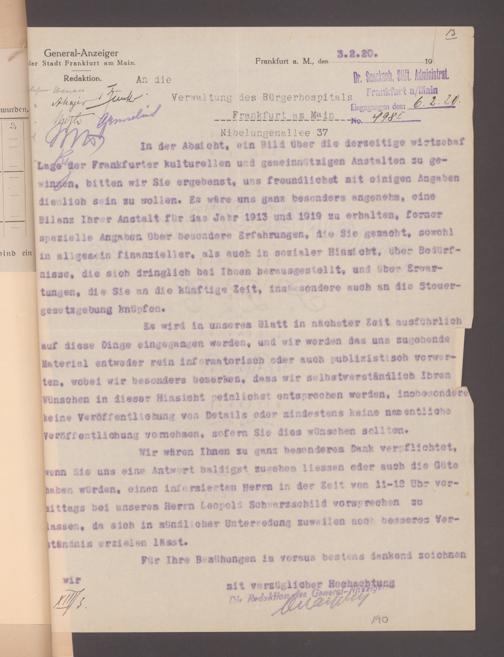 General-Anzeiger
der Stadt Frankfurt am Main.
Redaktion.
Frankfurt a. M., den 3.2.20. 19
Dr. Senckenb. Stift. Administrat.
Frankfurt a/Main
Eingegangen den 6.2.20.
No.
An die
Verwaltung des Bürgerhospitals
Frankfurt am Main
Nibelungenallee 37
In der Absicht, ein Bild über die derzeitige wirtschaf
Lage der Frankfurter kulturellen und gemeinnützigen Anstalten zu ge-
winnen, bitten wir Sie ergebenst, uns freundlichst mit einigen Angaben
dienlich sein zu wollen. Es wäre uns ganz besonders angenehm, eine
Bilanz Ihrer Anstalt für das Jahr 1913 und 1919 zu erhalten, ferner
spezielle Angaben über besondere Erfahrungen, die Sie gemacht, sowohl
in allgemein finanzieller, als auch in sozialer Hinsicht, über Bedürf-
nisse, die sich dringlich bei Ihnen herausgestellt, und über Erwar-
tungen, die Sie an die künftige Zeit, insbesondere auch an die Steuer-
gesetzgebung knüpfen.
Es wird in unserem Blatt in nächster Zeit ausführlich
auf diese Dinge eingegangen werden, und wir werden das uns zugehende
Material entweder rein informatorisch oder auch publizistisch verwer-
ten, wobei wir besonders bemerken, dass wir selbstverständlich Ihren
Wünschen in dieser Hinsicht peinlichst entsprechen werden, insbesondere
keine Veröffentlichung von Details oder mindestens keine namentliche
Veröffentlichung vornehmen, sofern Sie dies wünschen sollten.
Wir wären Ihnen zu ganz besonderem Dank verpflichtet,
wenn Sie uns eine Antwort baldigst zugehen liessen oder auch die Güte
haben würden, einen informierten Herrn in der Zeit von 11-12 Uhr vor-
mittags bei unserem Herrn Leopold Schwarzschild vorsprechen zu
lassen, da sich in mündlicher Unterredung zuweilen noch besseres Ver-
ständnis erzielen lässt.
Für Ihre Bemühungen im voraus bestens dankend zeichnen
wir
mit vorzüglicher Hochachtung
Die Redaktion des General-Anzeiger
190